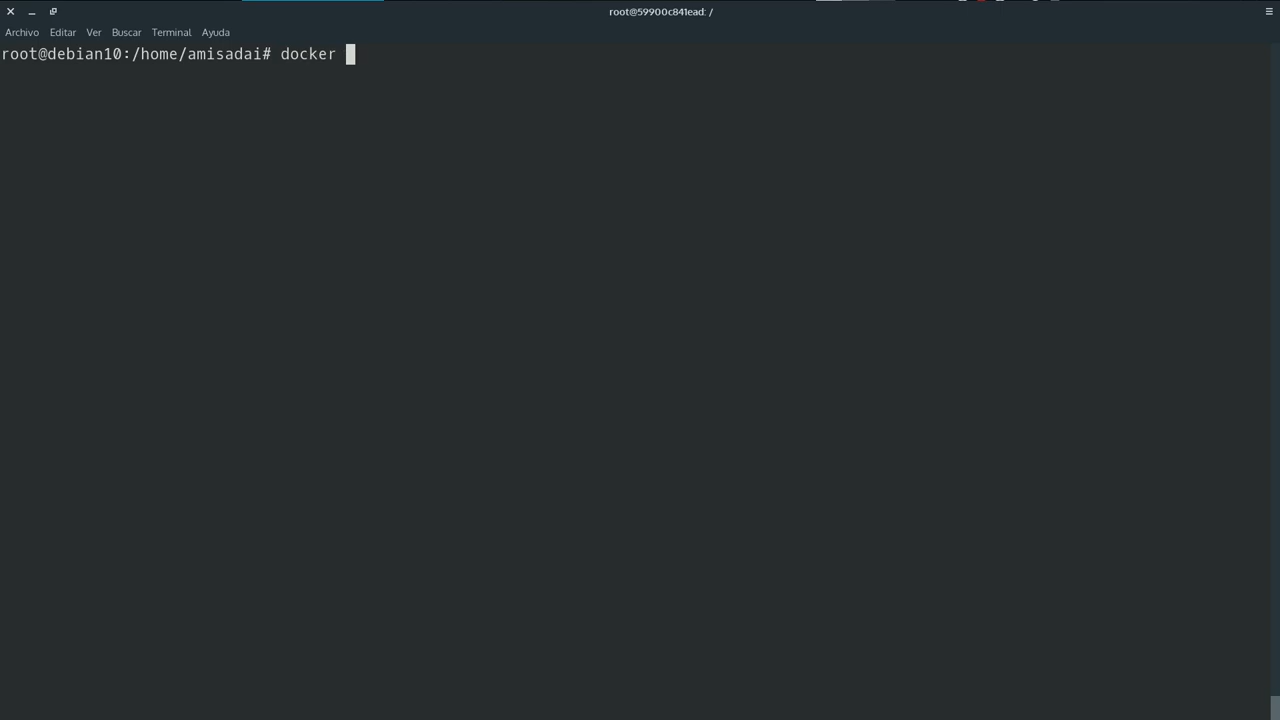 root@59900c841ead: /
Archivo Editar Ver Buscar Terminal Ayuda
root@debian10:/home/amisadai# docker